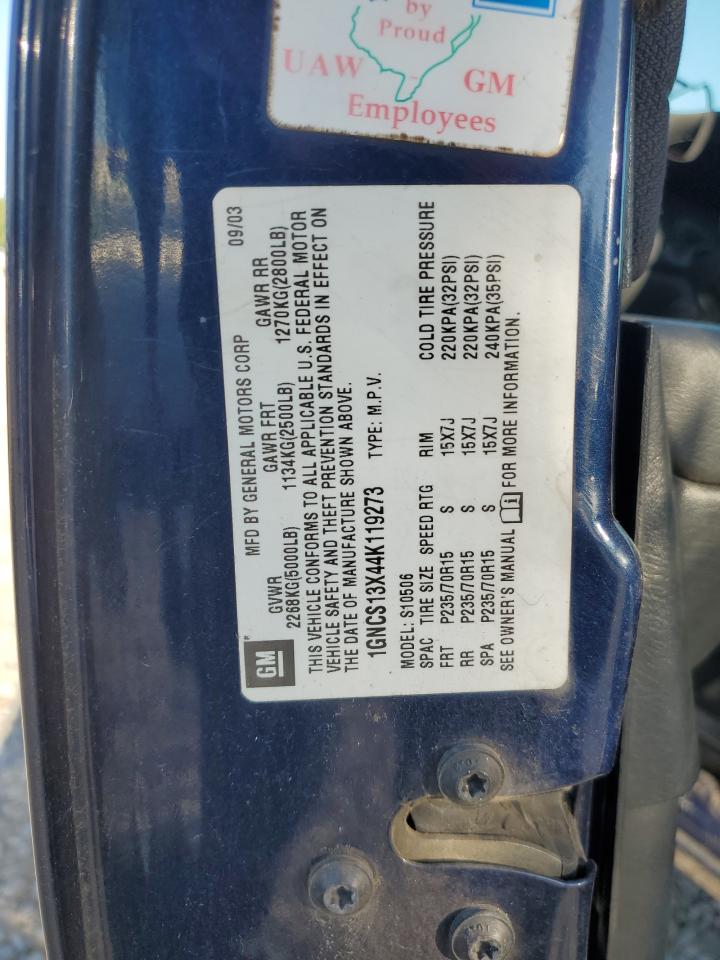 by
Proud
UAW - GM
Employees
GM
MFD BY GENERAL MOTORS CORP 09/03
GVWR GAWR FRT GAWR RR
2268KG(5000LB) 1134KG(2500LB) 1270KG(2800LB)
THIS VEHICLE CONFORMS TO ALL APPLICABLE U.S. FEDERAL MOTOR
VEHICLE SAFETY AND THEFT PREVENTION STANDARDS IN EFFECT ON
THE DATE OF MANUFACTURE SHOWN ABOVE.
1GNCS13X44K119273 TYPE: M.P.V.
MODEL: S10506
SPAC TIRE SIZE SPEED RTG RIM COLD TIRE PRESSURE
FRT P235/70R15 S 15X7J 220KPA(32PSI)
RR P235/70R15 S 15X7J 220KPA(32PSI)
SPA P235/70R15 S 15X7J 240KPA(35PSI)
SEE OWNER'S MANUAL i FOR MORE INFORMATION.